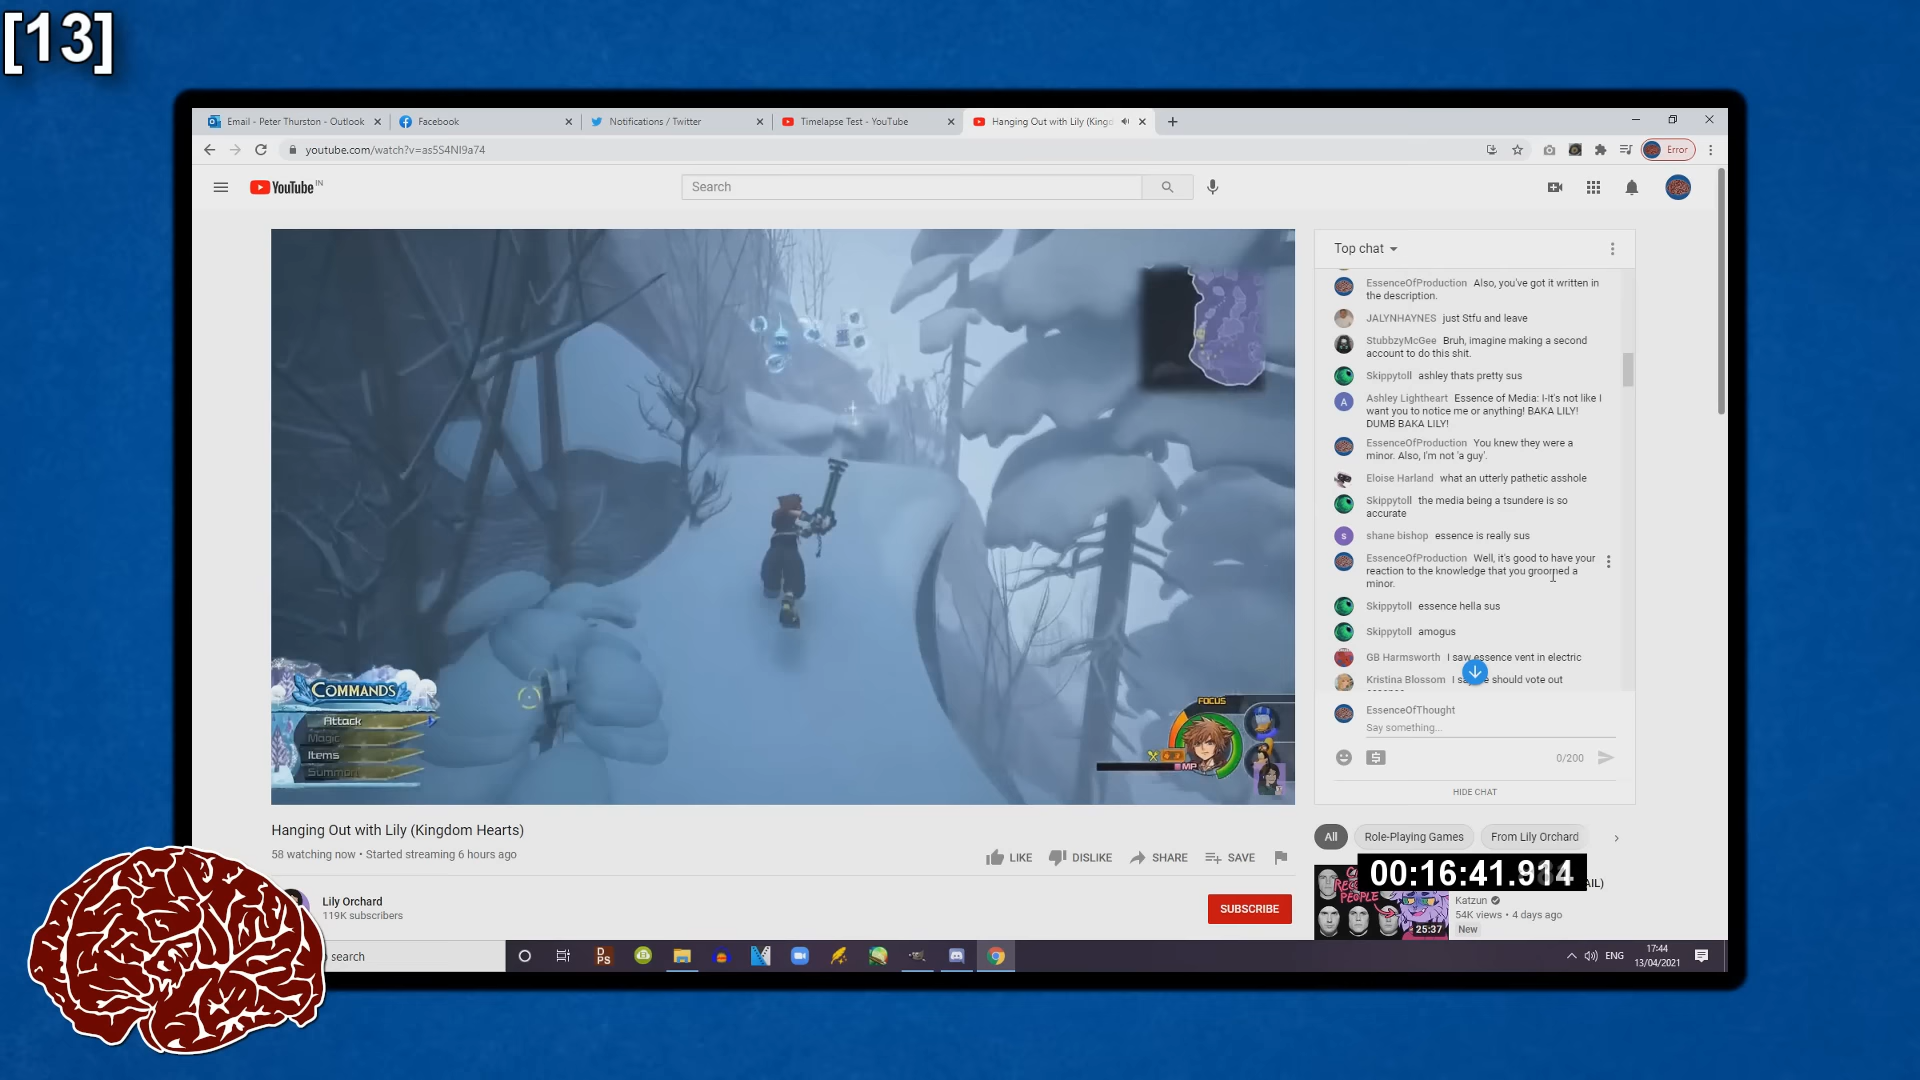 [13]
Email - Peter Thurston - Outlook
Facebook
Notifications / Twitter
Timelapse Test - YouTube
Hanging Out with Lily (Kingd
youtube.com/watch?v=as5S4NI9a74
Error
YouTube IN
Search
Top chat
EssenceOfProduction Also, you've got it written in
the description.
JALYNHAYNES just Stfu and leave
StubbzyMcGee Bruh, imagine making a second
account to do this shit.
Skippytoll ashley thats pretty sus
A
Ashley Lightheart Essence of Media: I-It's not like I
want you to notice me or anything! BAKA LILY!
DUMB BAKA LILY!
EssenceOfProduction You knew they were a
minor. Also, I'm not 'a guy'.
Eloise Harland what an utterly pathetic asshole
Skippytoll the media being a tsundere is so
accurate
s
shane bishop essence is really sus
EssenceOfProduction Well, it's good to have your
reaction to the knowledge that you groomed a
minor.
Skippytoll essence hella sus
Skippytoll amogus
GB Harmsworth I saw essence vent in electric
Kristina Blossom I should vote out
EssenceOfThought
Say something...
0/200
HIDE CHAT
COMMANDS
Attack
Magic
Items
Summon
FOCUS
MP
Hanging Out with Lily (Kingdom Hearts)
58 watching now • Started streaming 6 hours ago
LIKE
DISLIKE
SHARE
SAVE
Lily Orchard
119K subscribers
SUBSCRIBE
All
Role-Playing Games
From Lily Orchard
00:16:41.914
AIL)
Katzun
54K views • 4 days ago
New
25:37
PEOPLE
search
D
PS
ENG
17:44
13/04/2021